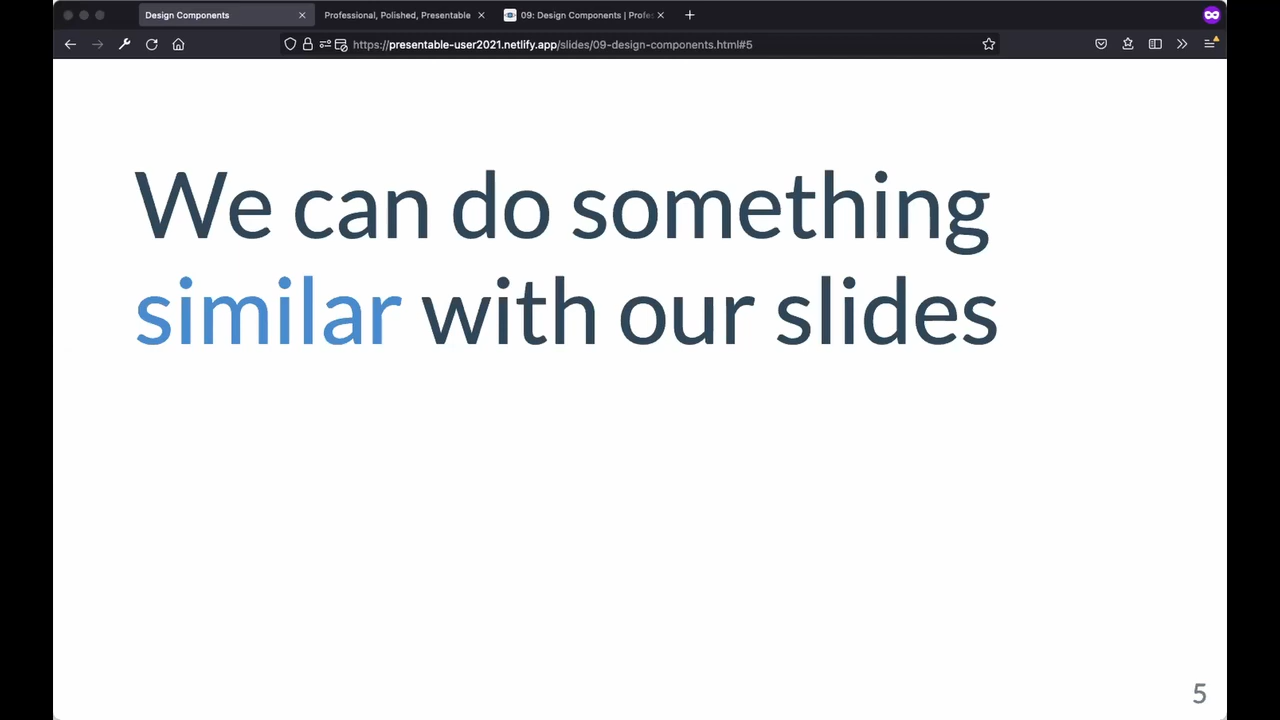 Design Components
Professional, Polished, Presentable
09: Design Components | Profes
https://presentable-user2021.netlify.app/slides/09-design-components.html#5
We can do something
similar with our slides
5